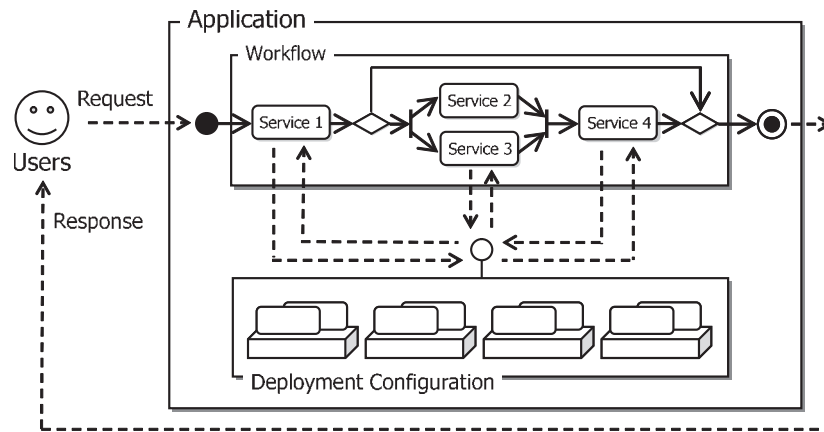 Application
Workflow
Request
Service 1
Service 2
Service 3
Service 4
Users
Response
Deployment Configuration